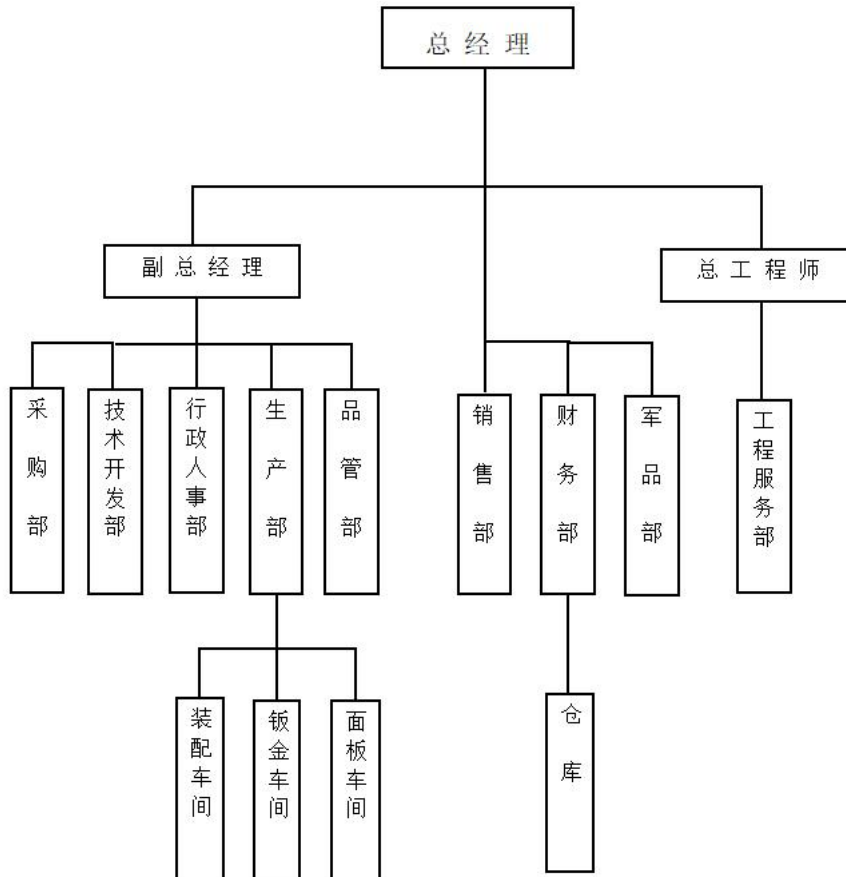 总经理
副总经理
总工程师
采购部
技术开发部
行政人事部
生产部
品管部
销售部
财务部
军品部
工程服务部
装配车间
钣金车间
面板车间
仓库